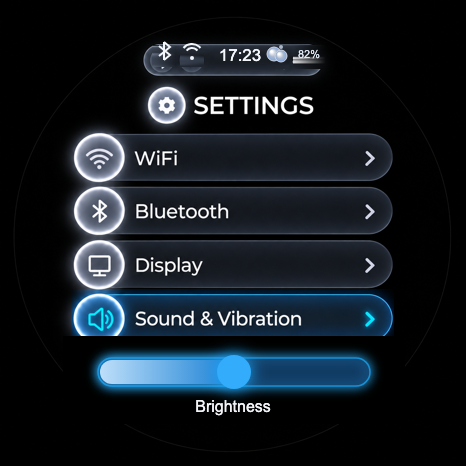 17:23 82%
SETTINGS
WiFi
Bluetooth
Display
Sound & Vibration
Brightness